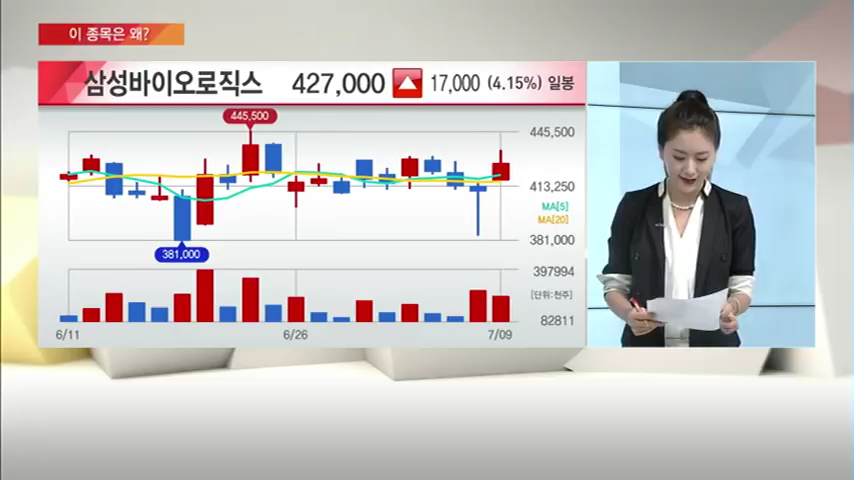 이 종목은 왜?
삼성바이오로직스 427,000 17,000 (4.15%) 일봉
445,500
445,500
413,250
MA[5]
MA[20]
381,000
381,000
397994
[단위:천주]
82811
6/11 6/26 7/09